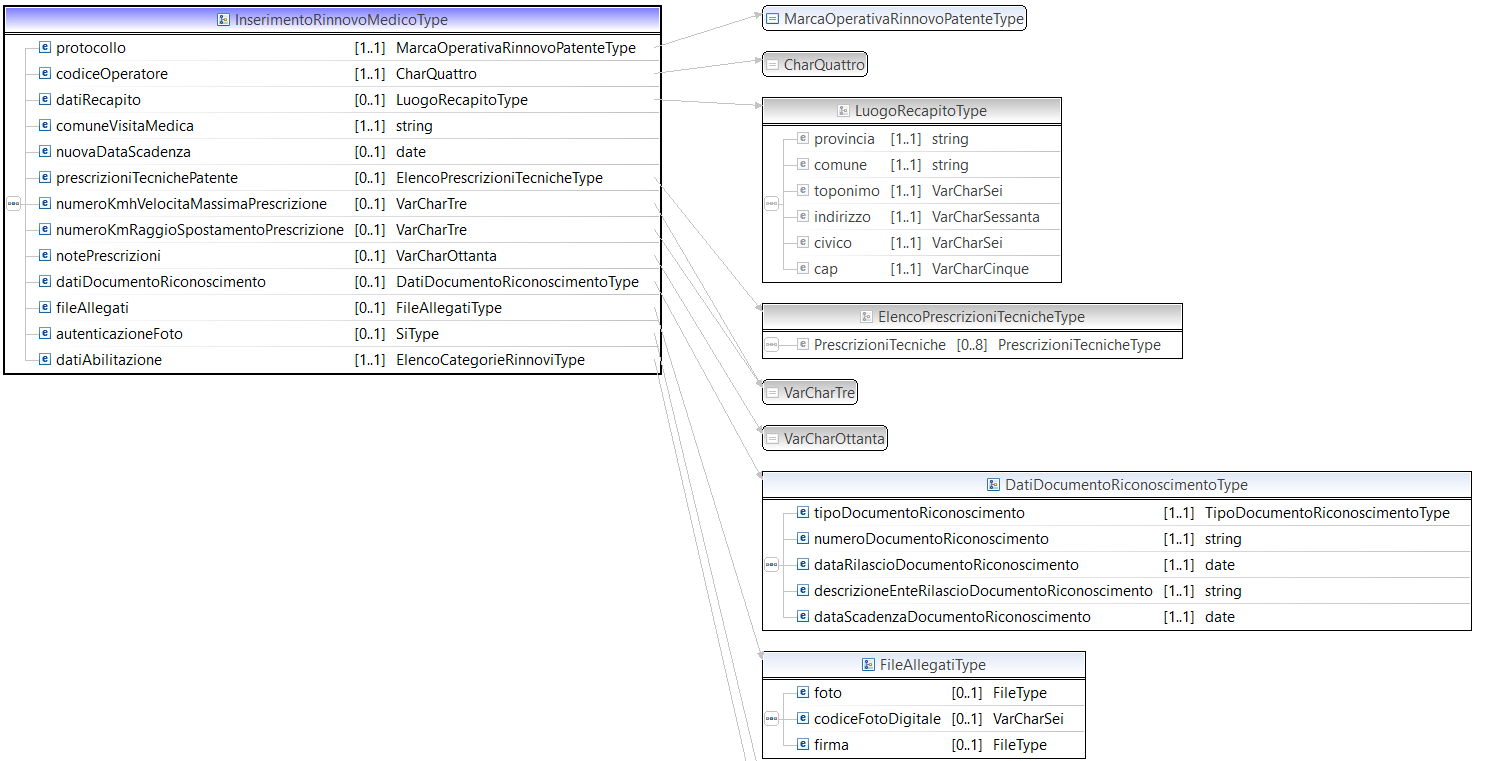 InserimentoRinnovoMedicoType
protocollo [1..1] MarcaOperativaRinnovoPatenteType
codiceOperatore [1..1] CharQuattro
datiRecapito [0..1] LuogoRecapitoType
comuneVisitaMedica [1..1] string
nuovaDataScadenza [0..1] date
prescrizioniTecnichePatente [0..1] ElencoPrescrizioniTecnicheType
numeroKmhVelocitaMassimaPrescrizione [0..1] VarCharTre
numeroKmRaggioSpostamentoPrescrizione [0..1] VarCharTre
notePrescrizioni [0..1] VarCharOttanta
datiDocumentoRiconoscimento [0..1] DatiDocumentoRiconoscimentoType
fileAllegati [0..1] FileAllegatiType
autenticazioneFoto [0..1] SiType
datiAbilitazione [1..1] ElencoCategorieRinnoviType
MarcaOperativaRinnovoPatenteType
CharQuattro
LuogoRecapitoType
provincia [1..1] string
comune [1..1] string
toponimo [1..1] VarCharSei
indirizzo [1..1] VarCharSessanta
civico [1..1] VarCharSei
cap [1..1] VarCharCinque
ElencoPrescrizioniTecnicheType
PrescrizioniTecniche [0..8] PrescrizioniTecnicheType
VarCharTre
VarCharOttanta
DatiDocumentoRiconoscimentoType
tipoDocumentoRiconoscimento [1..1] TipoDocumentoRiconoscimentoType
numeroDocumentoRiconoscimento [1..1] string
dataRilascioDocumentoRiconoscimento [1..1] date
descrizioneEnteRilascioDocumentoRiconoscimento [1..1] string
dataScadenzaDocumentoRiconoscimento [1..1] date
FileAllegatiType
foto [0..1] FileType
codiceFotoDigitale [0..1] VarCharSei
firma [0..1] FileType